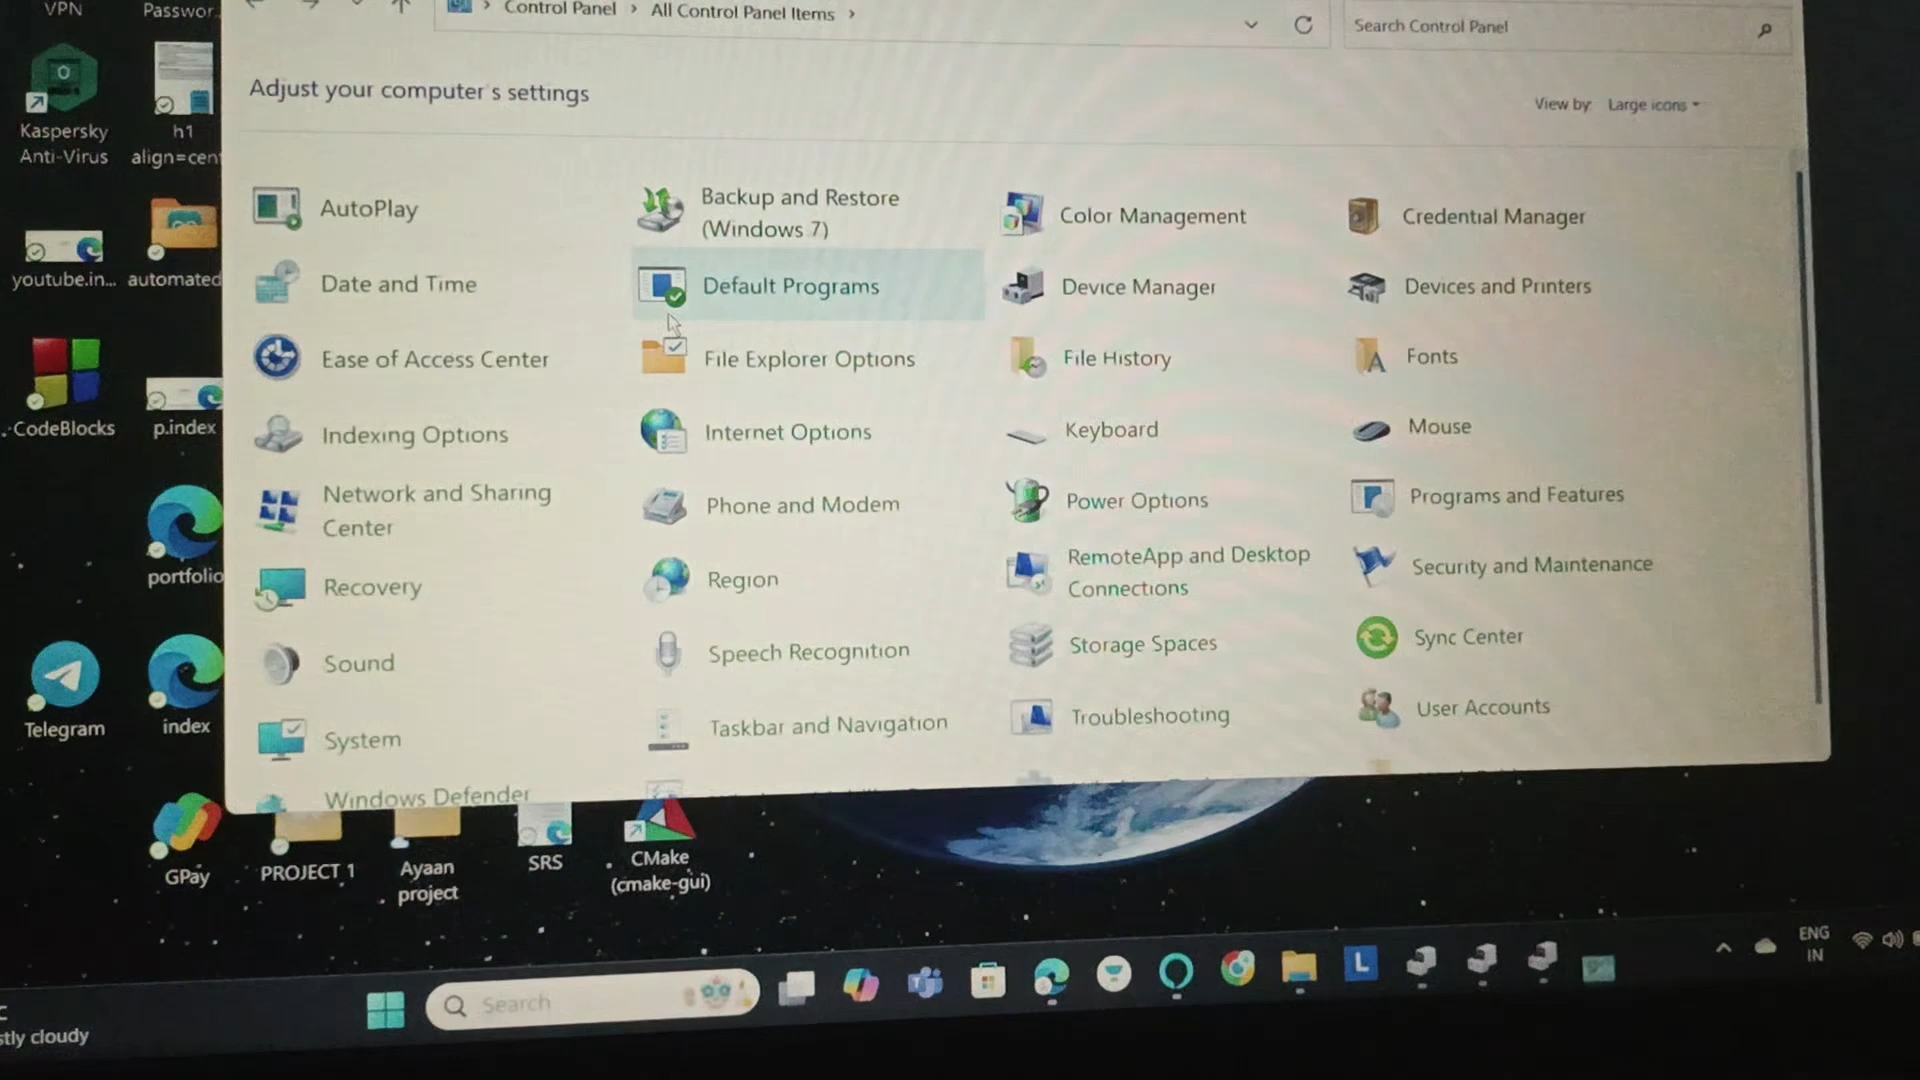 VPN
Passwor...
Control Panel > All Control Panel Items >
Search Control Panel
Adjust your computer's settings
View by: Large icons
Kaspersky
Anti-Virus
h1
align=cen
youtube.in...
automated
CodeBlocks
p.index
portfolio
Telegram
index
AutoPlay
Backup and Restore
(Windows 7)
Color Management
Credential Manager
Date and Time
Default Programs
Device Manager
Devices and Printers
Ease of Access Center
File Explorer Options
File History
Fonts
Indexing Options
Internet Options
Keyboard
Mouse
Network and Sharing
Center
Phone and Modem
Power Options
Programs and Features
Recovery
Region
RemoteApp and Desktop
Connections
Security and Maintenance
Sound
Speech Recognition
Storage Spaces
Sync Center
System
Taskbar and Navigation
Troubleshooting
User Accounts
Windows Defender
GPay
PROJECT 1
Ayaan
project
SRS
CMake
(cmake-gui)
Search
L
ENG
IN
stly cloudy